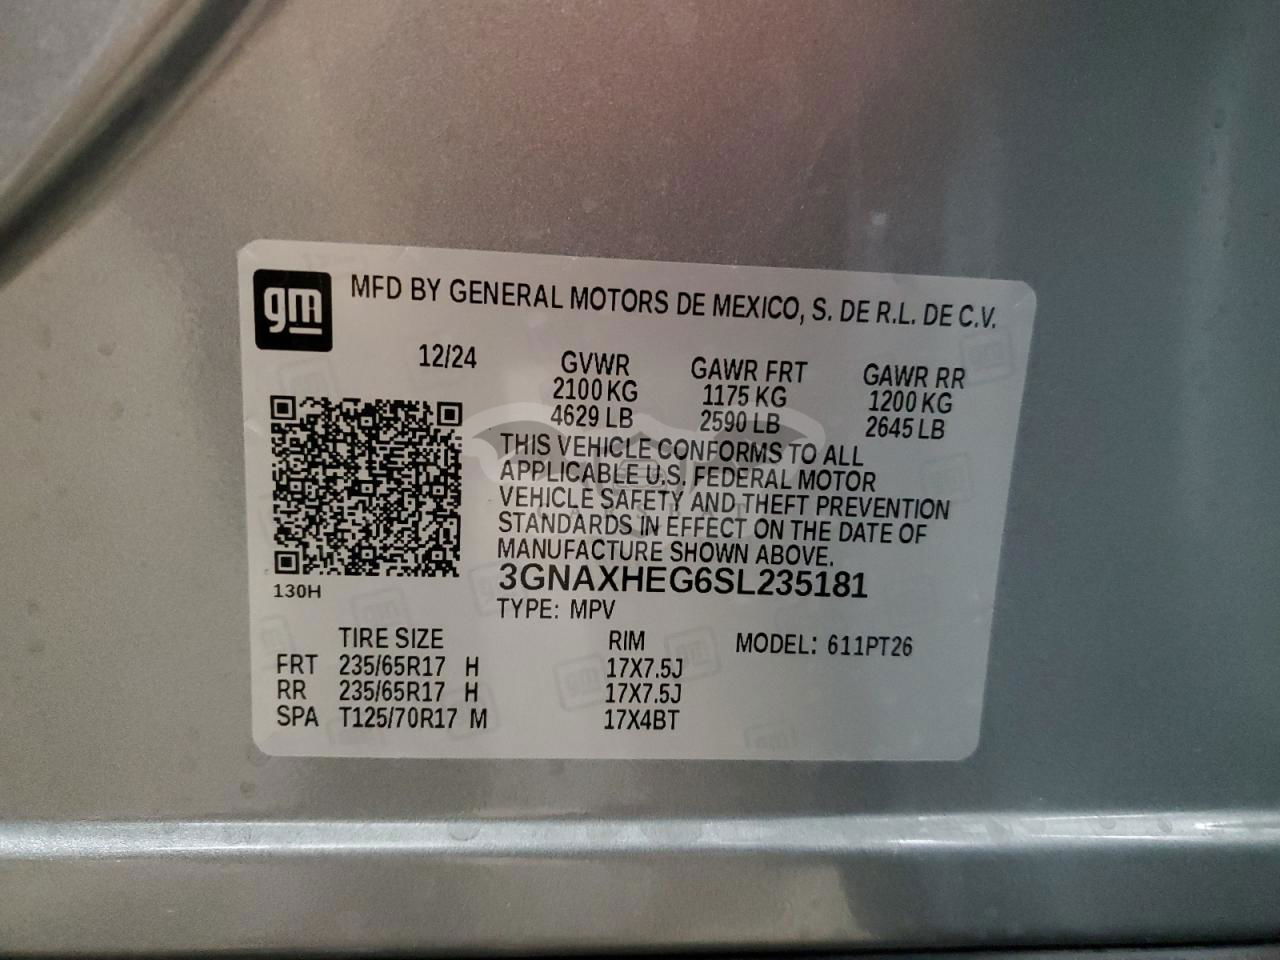 gm
MFD BY GENERAL MOTORS DE MEXICO, S. DE R.L. DE C.V.
12/24 GVWR GAWR FRT GAWR RR
2100 KG 1175 KG 1200 KG
4629 LB 2590 LB 2645 LB
THIS VEHICLE CONFORMS TO ALL
APPLICABLE U.S. FEDERAL MOTOR
VEHICLE SAFETY AND THEFT PREVENTION
STANDARDS IN EFFECT ON THE DATE OF
MANUFACTURE SHOWN ABOVE.
3GNAXHEG6SL235181
130H
TYPE: MPV
TIRE SIZE RIM MODEL: 611PT26
FRT 235/65R17 H 17X7.5J
RR 235/65R17 H 17X7.5J
SPA T125/70R17 M 17X4BT